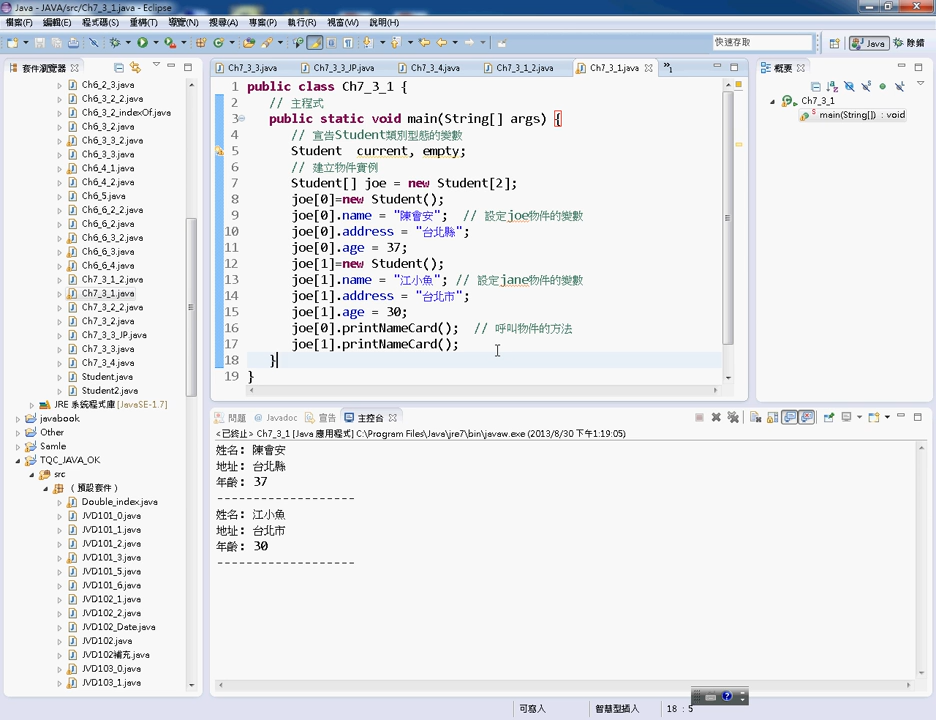 Java - JAVA/src/Ch7_3_1.java - Eclipse
檔案(F) 編輯(E) 程式碼(S) 重構(T) 導覽(N) 搜尋(A) 專案(P) 執行(R) 視窗(W) 說明(H)
快速存取
Java
除錯
套件瀏覽器
Ch6_2_3.java
Ch6_3_2_2.java
Ch6_3_2_indexOf.java
Ch6_3_2.java
Ch6_3_3_2.java
Ch6_3_3.java
Ch6_4_1.java
Ch6_4_2.java
Ch6_5.java
Ch6_6_2_2.java
Ch6_6_2.java
Ch6_6_3_2.java
Ch6_6_3.java
Ch6_6_4.java
Ch7_3_1_2.java
Ch7_3_1.java
Ch7_3_2_2.java
Ch7_3_2.java
Ch7_3_3_JP.java
Ch7_3_3.java
Ch7_3_4.java
Student.java
Student2.java
JRE 系統程式庫 [JavaSE-1.7]
javabook
Other
Samle
TQC_JAVA_OK
src
(預設套件)
Double_index.java
JVD101_0.java
JVD101_1.java
JVD101_2.java
JVD101_3.java
JVD101_5.java
JVD101_6.java
JVD102_1.java
JVD102_2.java
JVD102_Date.java
JVD102.java
JVD102補充.java
JVD103_0.java
JVD103_1.java
Ch7_3_3.java Ch7_3_3_JP.java Ch7_3_4.java Ch7_3_1_2.java Ch7_3_1.java »1
1 public class Ch7_3_1 {
2 // 主程式
3 public static void main(String[] args) {
4 // 宣告Student類別型態的變數
5 Student current, empty;
6 // 建立物件實例
7 Student[] joe = new Student[2];
8 joe[0]=new Student();
9 joe[0].name = "陳會安"; // 設定joe物件的變數
10 joe[0].address = "台北縣";
11 joe[0].age = 37;
12 joe[1]=new Student();
13 joe[1].name = "江小魚"; // 設定jane物件的變數
14 joe[1].address = "台北市";
15 joe[1].age = 30;
16 joe[0].printNameCard(); // 呼叫物件的方法
17 joe[1].printNameCard();
18 }
19 }
概要
Ch7_3_1
main(String[]) : void
問題 @ Javadoc 宣告 主控台
<已終止> Ch7_3_1 [Java 應用程式] C:\Program Files\Java\jre7\bin\javaw.exe (2013/8/30 下午1:19:05)
姓名: 陳會安
地址: 台北縣
年齡: 37
------------------
姓名: 江小魚
地址: 台北市
年齡: 30
------------------
可寫入
智慧型插入
18 : 5